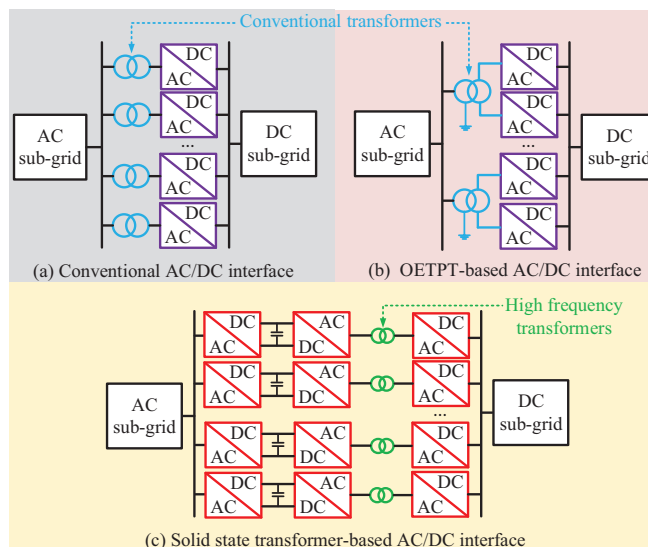 Conventional transformers
DC
AC
DC
AC
...
DC
AC
DC
AC
AC
sub-grid
DC
sub-grid
(a) Conventional AC/DC interface
DC
AC
DC
AC
...
DC
AC
DC
AC
AC
sub-grid
DC
sub-grid
(b) OETPT-based AC/DC interface
High frequency
transformers
DC
AC
AC
DC
DC
AC
DC
AC
AC
DC
DC
AC
...
DC
AC
AC
DC
DC
AC
DC
AC
AC
DC
DC
AC
AC
sub-grid
DC
sub-grid
(c) Solid state transformer-based AC/DC interface